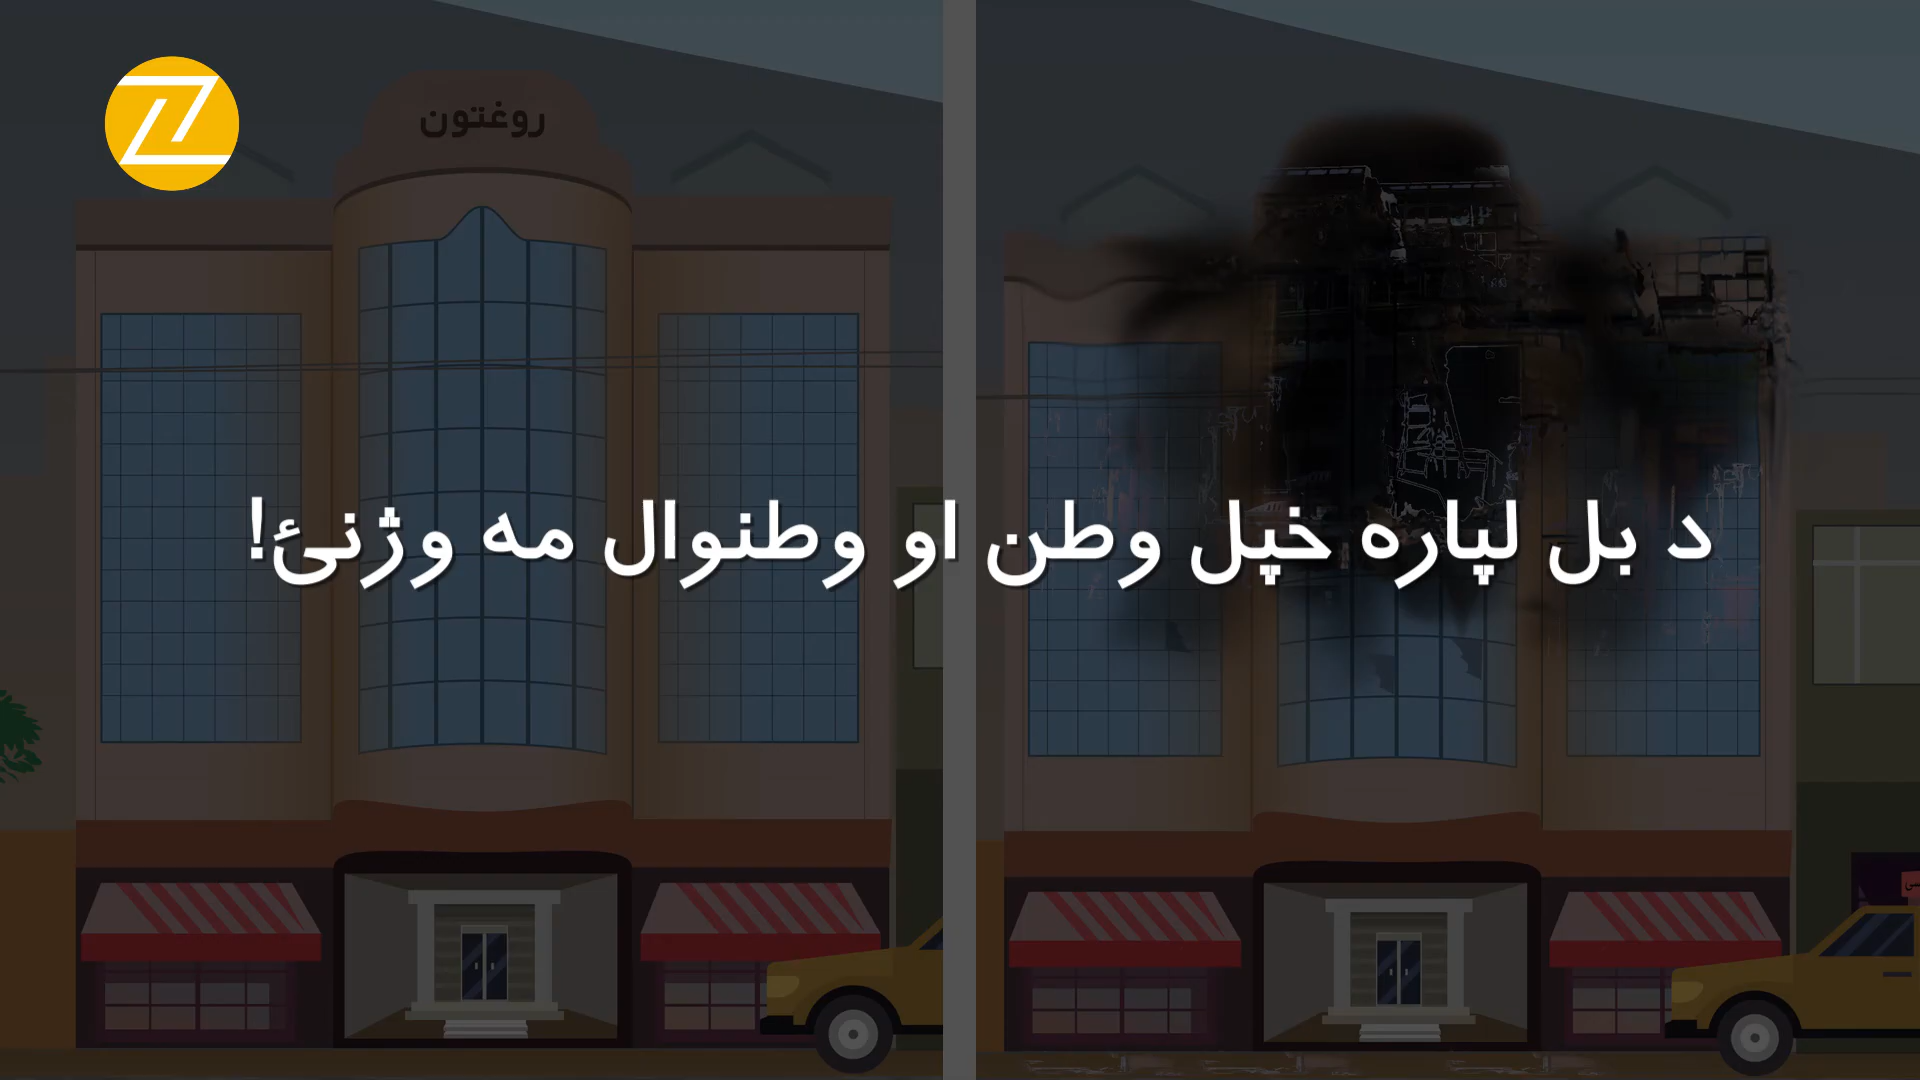 روغتون
د بل لپاره خپل وطن او وطنوال مه وژنئ!